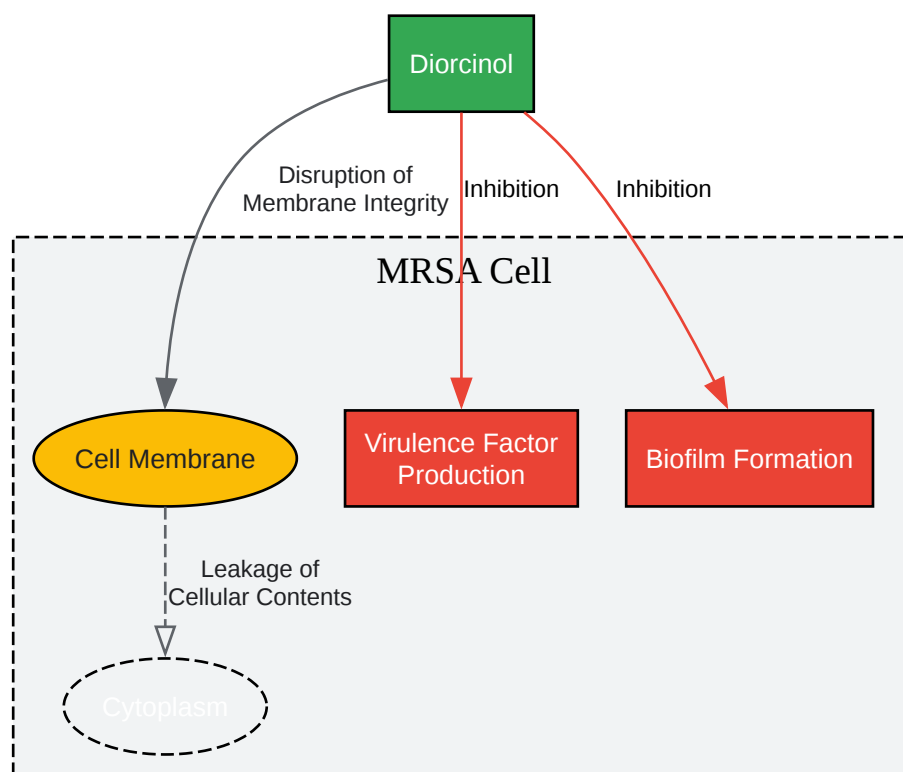 Diorcinol
Disruption of
Membrane Integrity
Inhibition
Inhibition
MRSA Cell
Cell Membrane
Virulence Factor
Production
Biofilm Formation
Leakage of
Cellular Contents
Cytoplasm